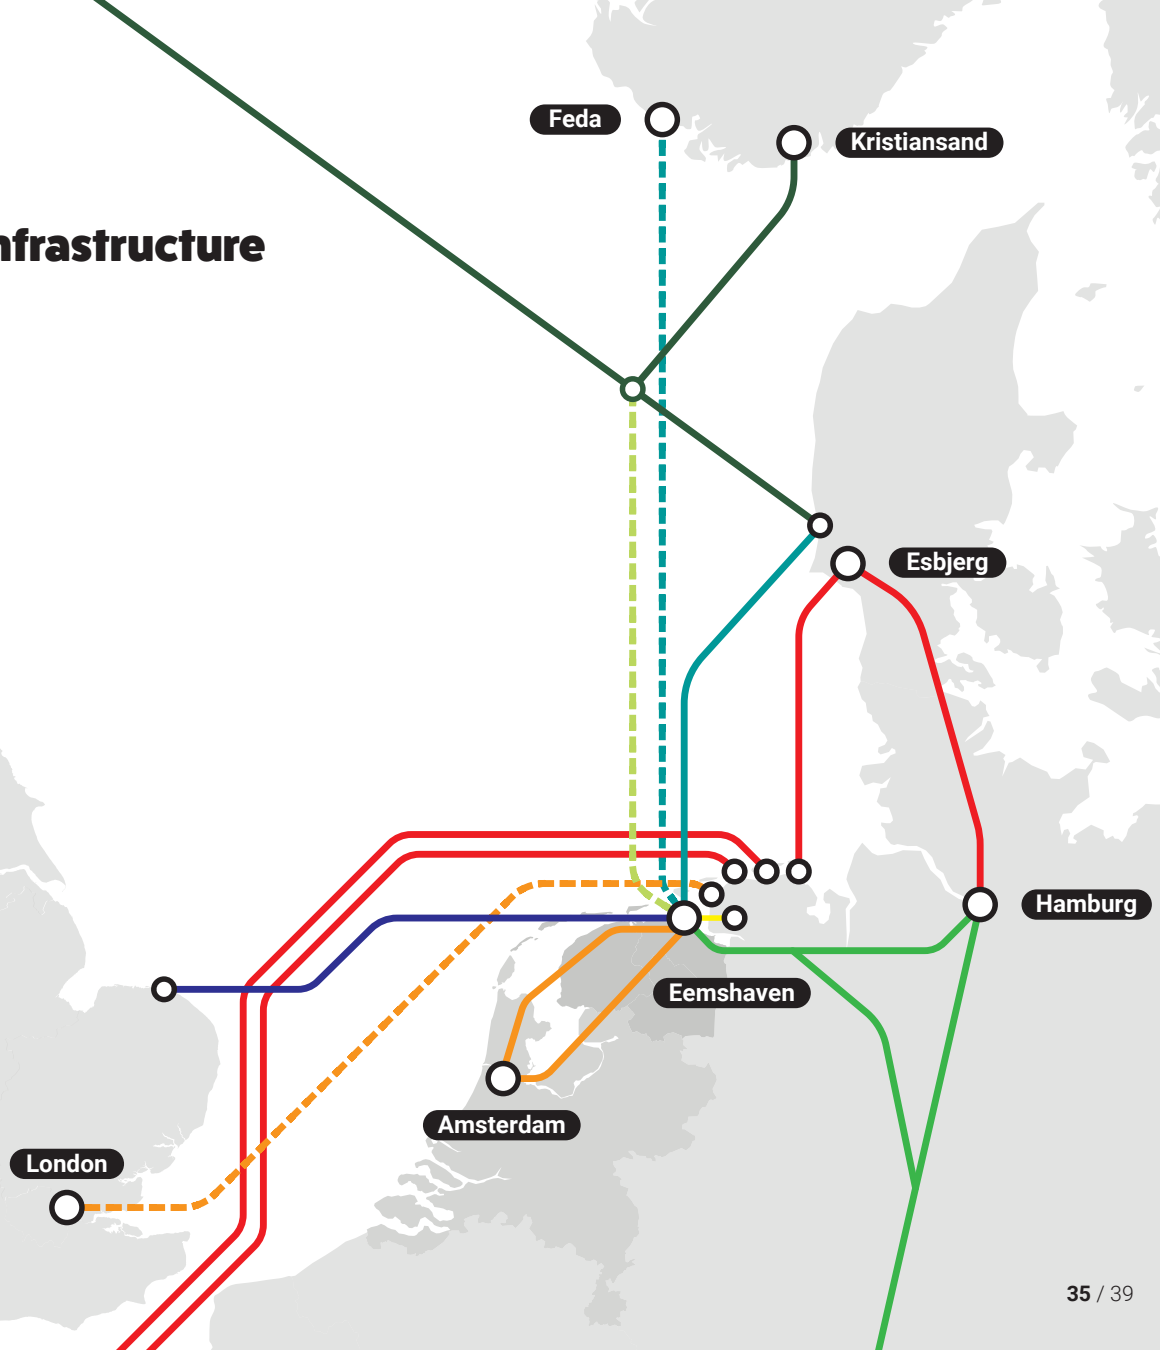 Feda
Kristiansand
nfrastructure
Esbjerg
Hamburg
Eemshaven
Amsterdam
London
35 / 39